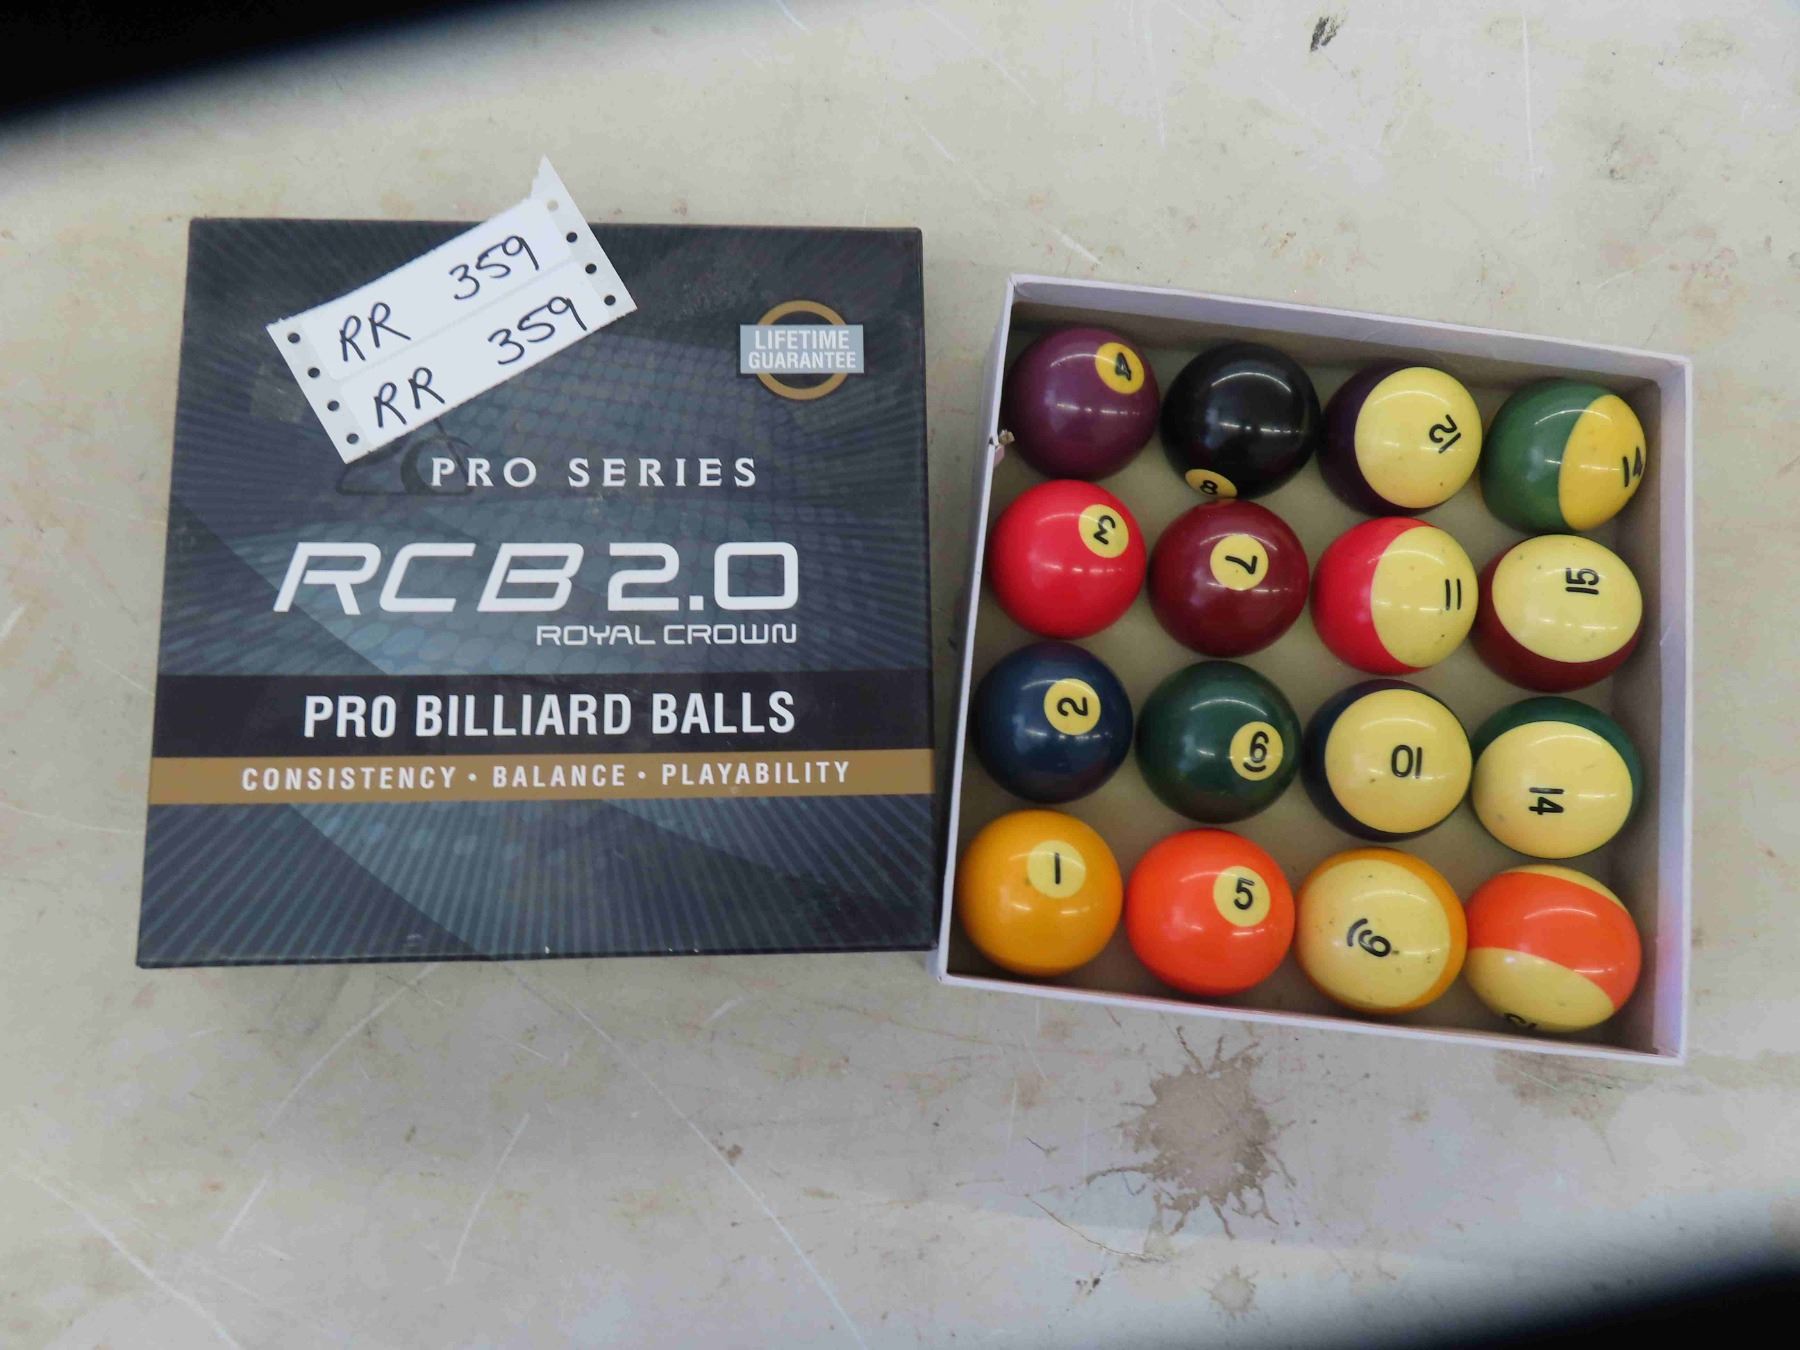 RR 359
RR 359
LIFETIME
GUARANTEE
PRO SERIES
RCB 2.0
ROYAL CROWN
PRO BILLIARD BALLS
CONSISTENCY • BALANCE • PLAYABILITY
4
8
12
14
3
7
11
15
2
6
10
14
1
5
9
13